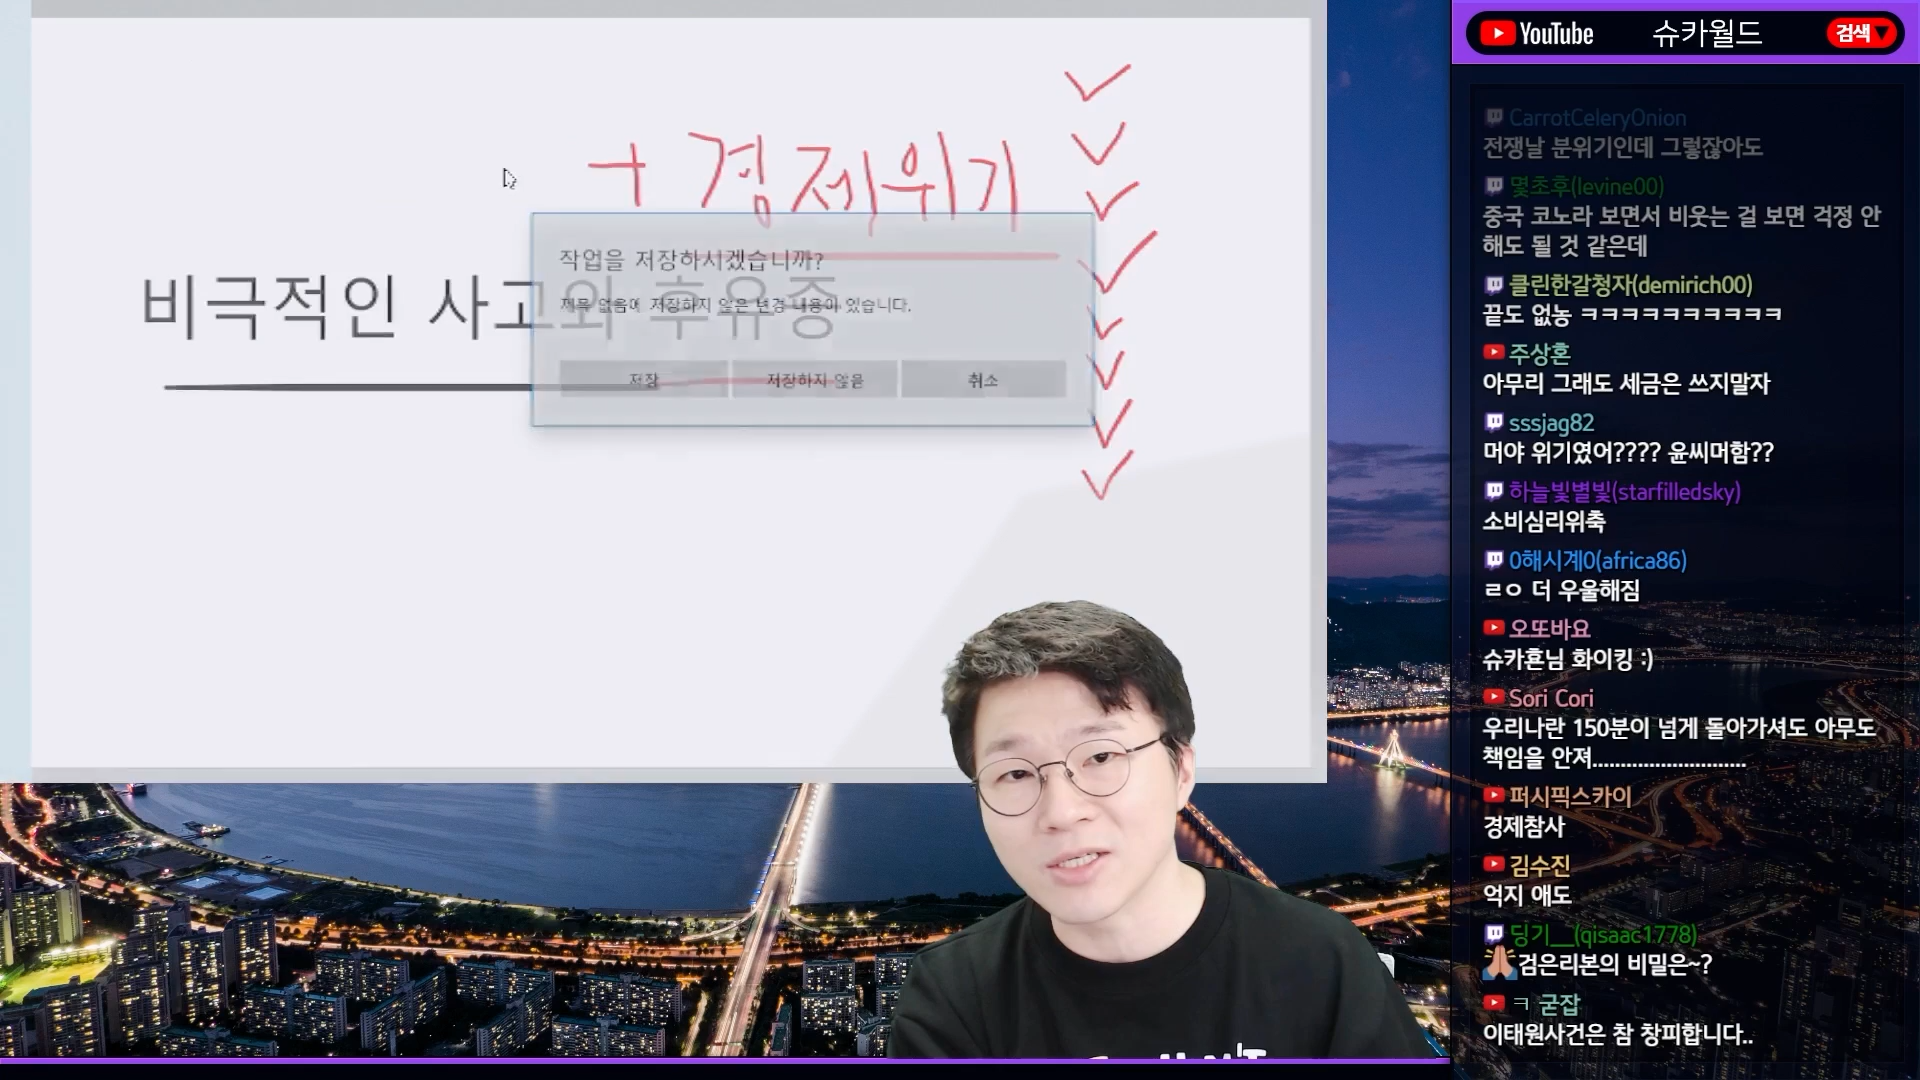 + 경제위기
작업을 저장하시겠습니까?
비극적인 사고와 후유증
제목 없음에 저장하지 않은 변경 내용이 있습니다.
저장
저장하지 않음
취소
YouTube
슈카월드
검색▼
CarrotCeleryOnion
전쟁날 분위기인데 그렇잖아도
몇초후(levine00)
중국 코노라 보면서 비웃는 걸 보면 걱정 안
해도 될 것 같은데
클린한갈청자(demirich00)
끝도 없농 ㅋㅋㅋㅋㅋㅋㅋㅋㅋㅋ
주상혼
아무리 그래도 세금은 쓰지말자
sssjag82
머야 위기였어???? 윤씨머함??
하늘빛별빛(starfilledsky)
소비심리위축
0해시계0(africa86)
ㄹㅇ 더 우울해짐
오또바요
슈카횬님 화이킹 :)
Sori Cori
우리나란 150분이 넘게 돌아가셔도 아무도
책임을 안져..........................
퍼시픽스카이
경제참사
김수진
억지 애도
딩기__(qisaac1778)
🙏검은리본의 비밀은~?
ㅋ 굳잡
이태원사건은 참 창피합니다..